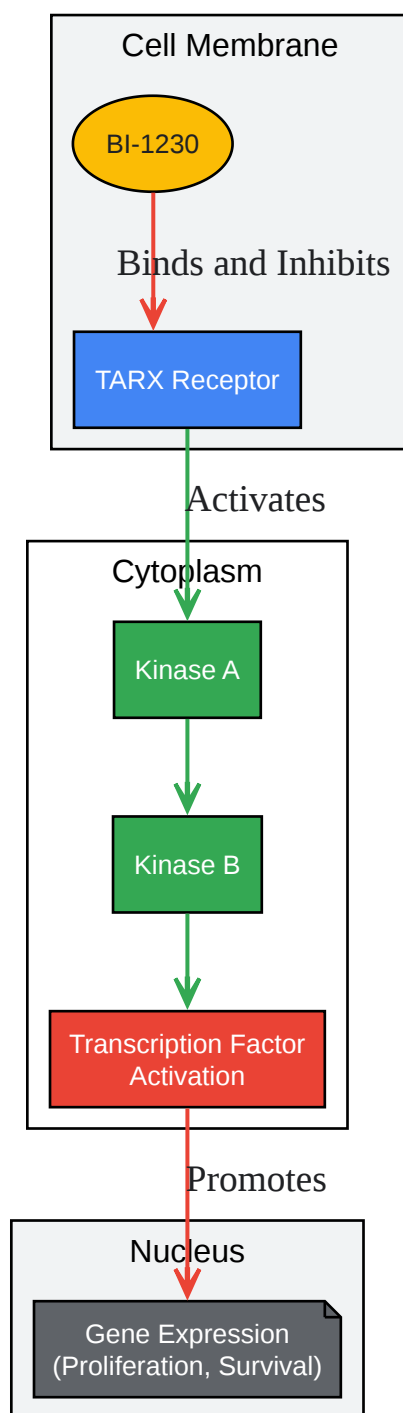 Cell Membrane
BI-1230
Binds and Inhibits
TARX Receptor
Activates
Cytoplasm
Kinase A
Kinase B
Transcription Factor
Activation
Promotes
Nucleus
Gene Expression
(Proliferation, Survival)